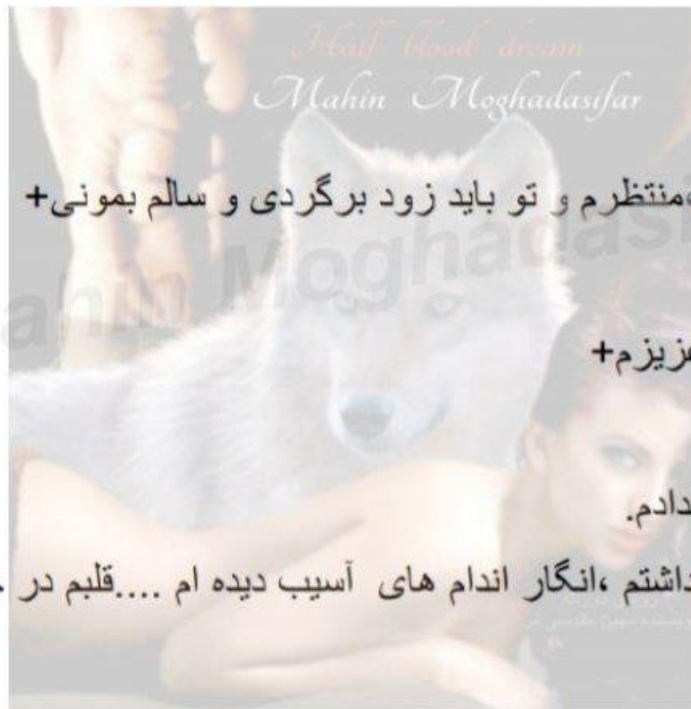 Half blood dream
Mahin Moghadasifar
منتظرم و تو باید زود برگردی و سالم بمونی+
عزیزم+
دادم.
داشتم ،انگار اندام های آسیب دیده ام ....قلبم در